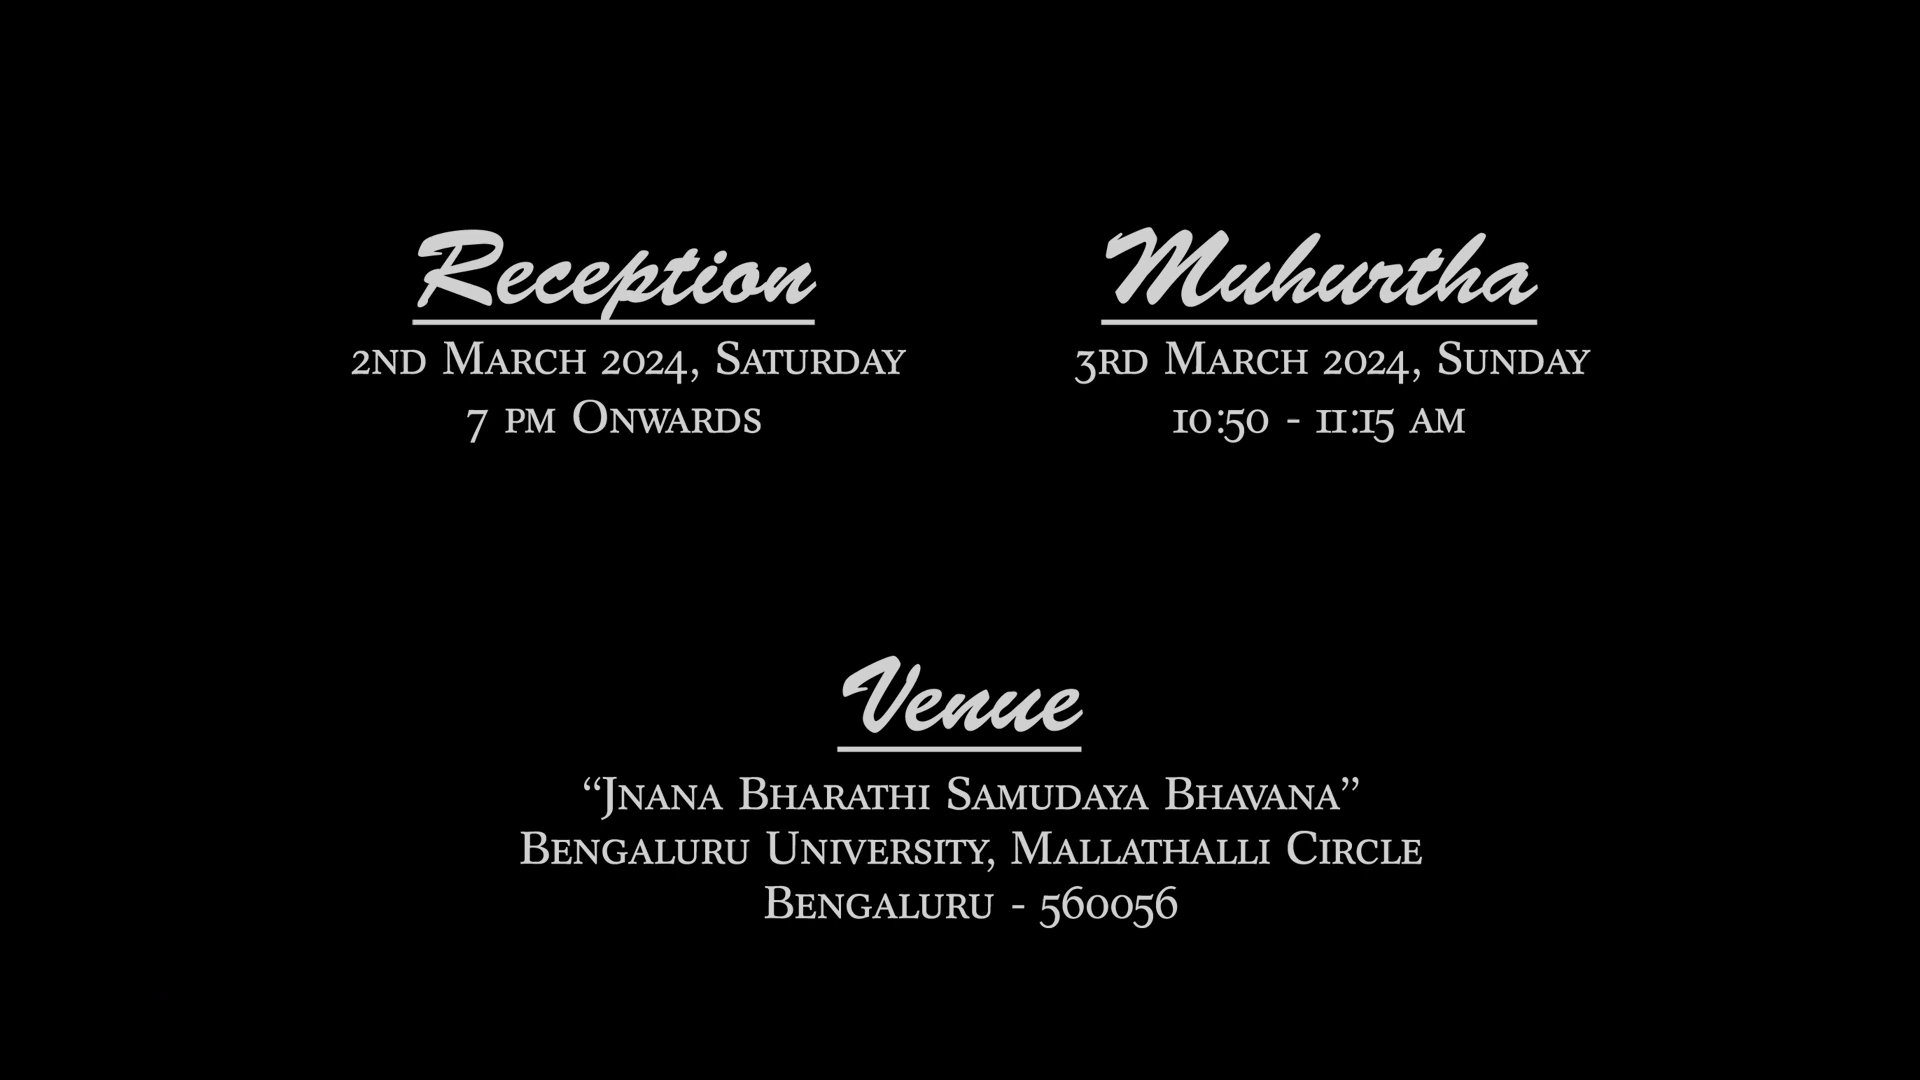 Reception
2nd March 2024, Saturday
7 pm Onwards
Muhurtha
3rd March 2024, Sunday
10:50 - 11:15 am
Venue
“Jnana Bharathi Samudaya Bhavana”
Bengaluru University, Mallathalli Circle
Bengaluru - 560056